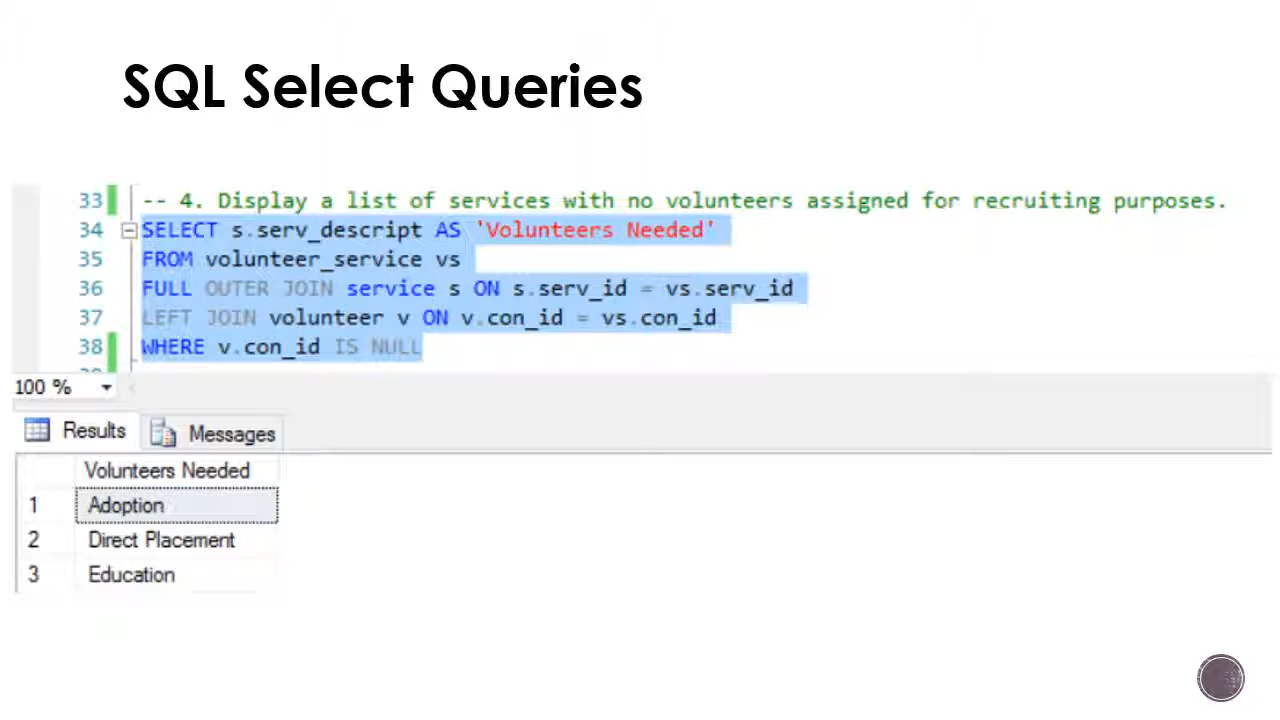 SQL Select Queries
33 -- 4. Display a list of services with no volunteers assigned for recruiting purposes.
34 SELECT s.serv_descript AS 'Volunteers Needed'
35 FROM volunteer_service vs
36 FULL OUTER JOIN service s ON s.serv_id = vs.serv_id
37 LEFT JOIN volunteer v ON v.con_id = vs.con_id
38 WHERE v.con_id IS NULL
100 %
Results Messages
Volunteers Needed
1 Adoption
2 Direct Placement
3 Education